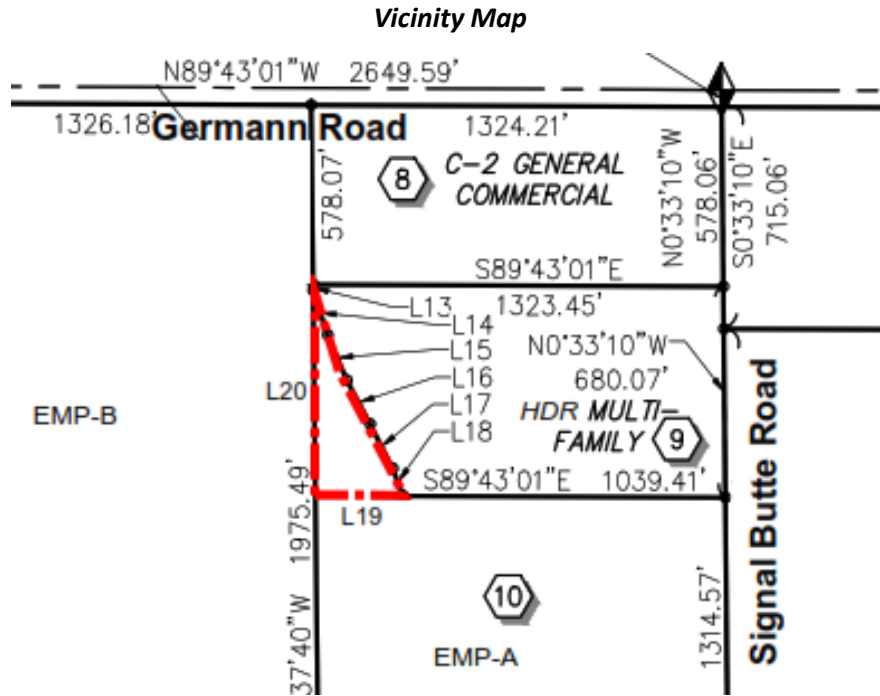 Vicinity Map
N89°43'01"W 2649.59'
1326.18'
Germann Road
1324.21'
578.07'
8
C-2 GENERAL
COMMERCIAL
N0°33'10"W
578.06'
S0°33'10"E
715.06'
S89°43'01"E
1323.45'
L13
L14
L15
L16
L17
L18
N0°33'10"W
680.07'
L20
EMP-B
HDR MULTI-
FAMILY
9
S89°43'01"E 1039.41'
L19
37'40"W 1975.49'
10
EMP-A
1314.57'
Signal Butte Road